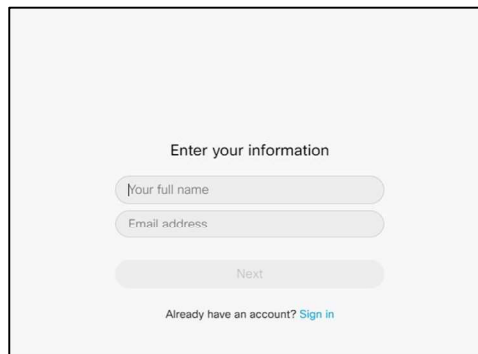 Enter your information
Your full name
Email address
Next
Already have an account? Sign in